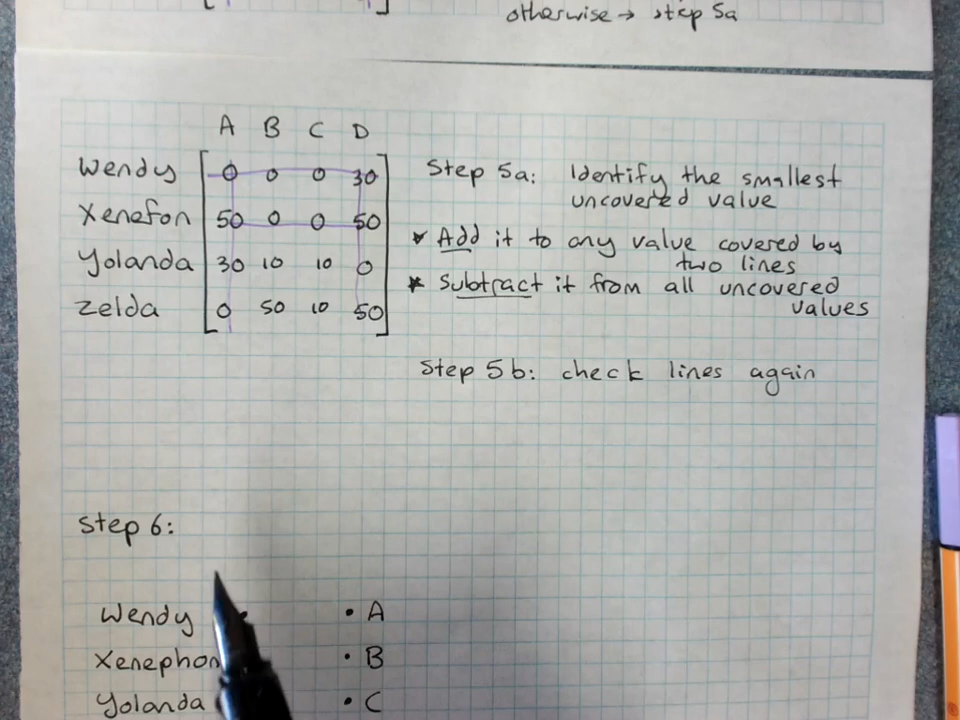 otherwise → step 5a
A B C D
Wendy 0 0 0 30
Xenefon 50 0 0 50
Yolanda 30 10 10 0
Zelda 0 50 10 50
Step 5a: Identify the smallest
uncovered value
* Add it to any value covered by
two lines
* subtract it from all uncovered
values
Step 5b: check lines again
Step 6:
Wendy • A
Xenephon • B
Yolanda • C